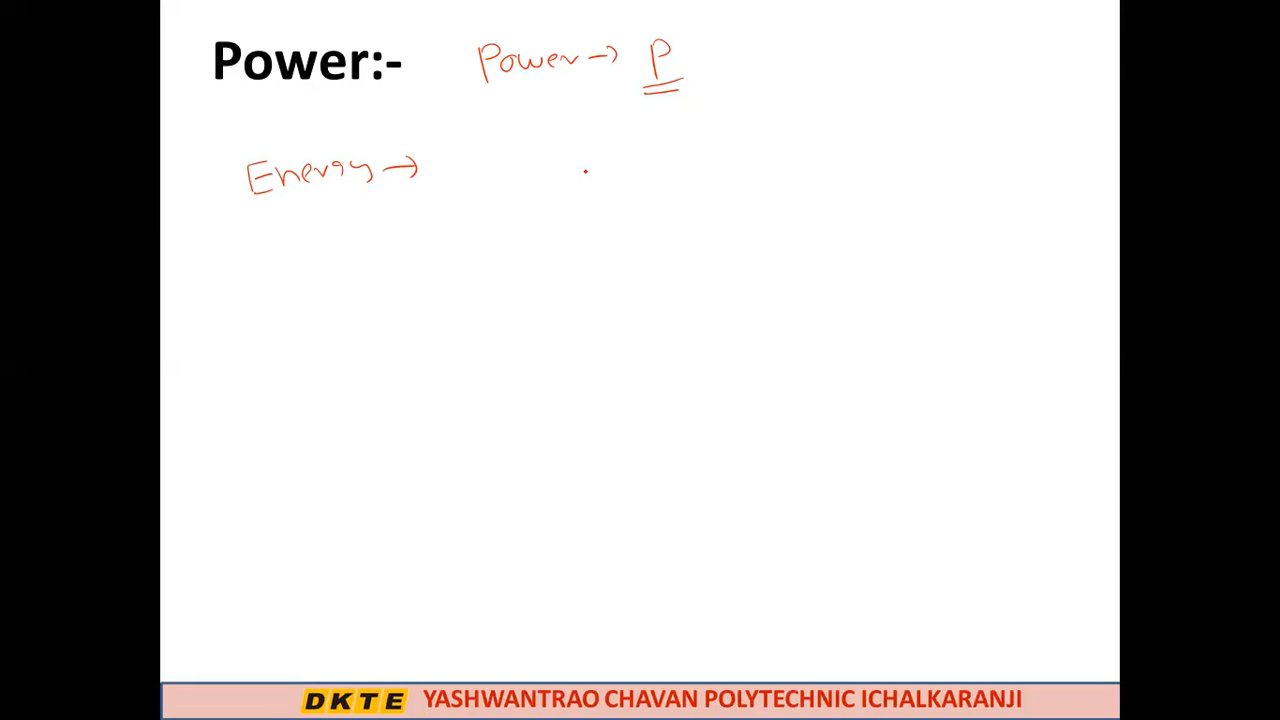 Power:- Power → P
Energy →
DKTE YASHWANTRAO CHAVAN POLYTECHNIC ICHALKARANJI